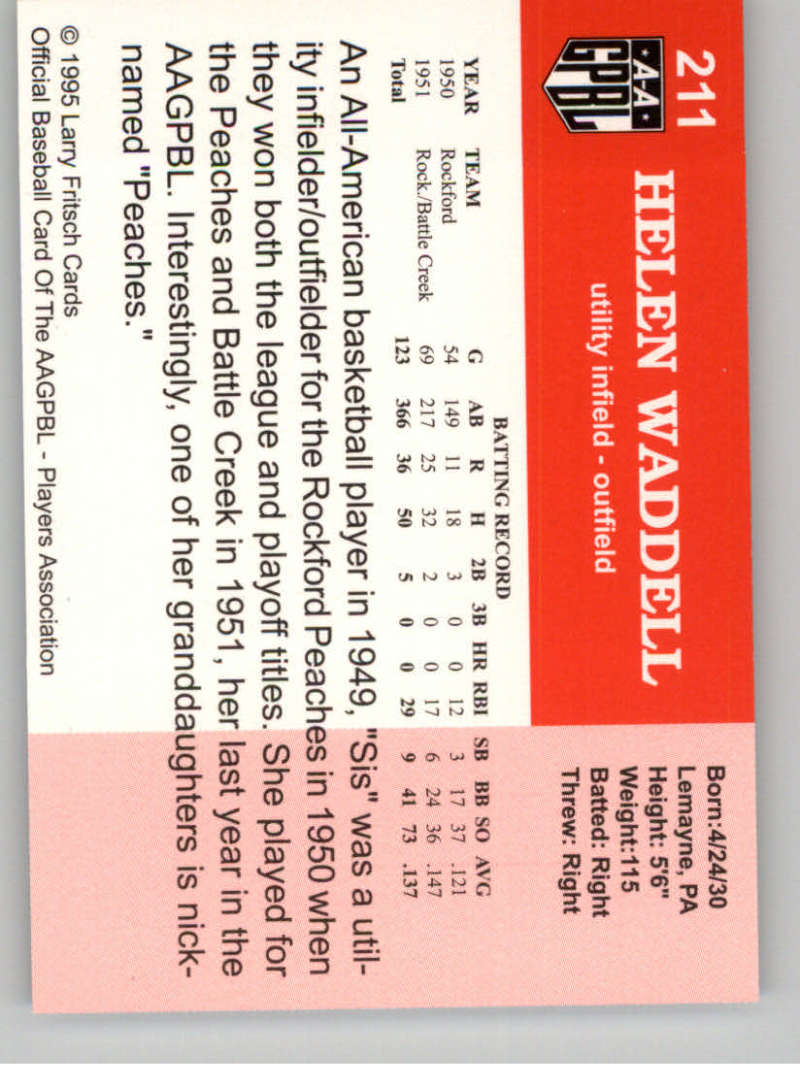 211
A-A
GPBL
HELEN WADDELL
utility infield - outfield
Born:4/24/30
Lemayne, PA
Height: 5'6"
Weight:115
Batted: Right
Threw: Right
BATTING RECORD
YEAR TEAM G AB R H 2B 3B HR RBI SB BB SO AVG
1950 Rockford 54 149 11 18 3 0 0 12 3 17 37 .121
1951 Rock./Battle Creek 69 217 25 32 2 0 0 17 6 24 36 .147
Total 123 366 36 50 5 0 0 29 9 41 73 .137
An All-American basketball player in 1949, "Sis" was a util-
ity infielder/outfielder for the Rockford Peaches in 1950 when
they won both the league and playoff titles. She played for
the Peaches and Battle Creek in 1951, her last year in the
AAGPBL. Interestingly, one of her granddaughters is nick-
named "Peaches."
© 1995 Larry Fritsch Cards
Official Baseball Card Of The AAGPBL - Players Association